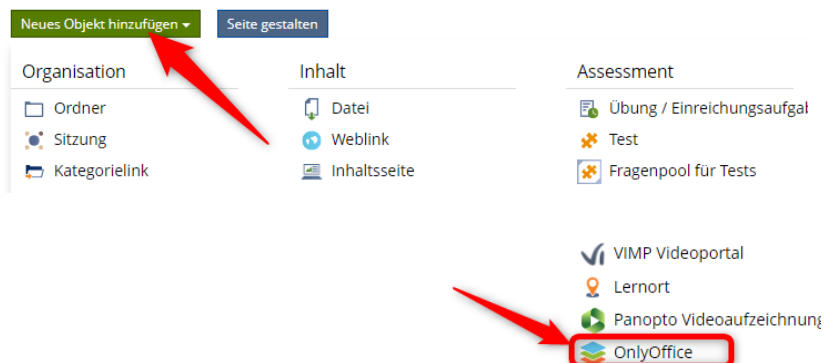 Neues Objekt hinzufügen Seite gestalten
Organisation Inhalt Assessment
Ordner Datei Übung / Einreichungsaufgal
Sitzung Weblink Test
Kategorielink Inhaltsseite Fragenpool für Tests
VIMP Videoportal
Lernort
Panopto Videoaufzeichnung
OnlyOffice